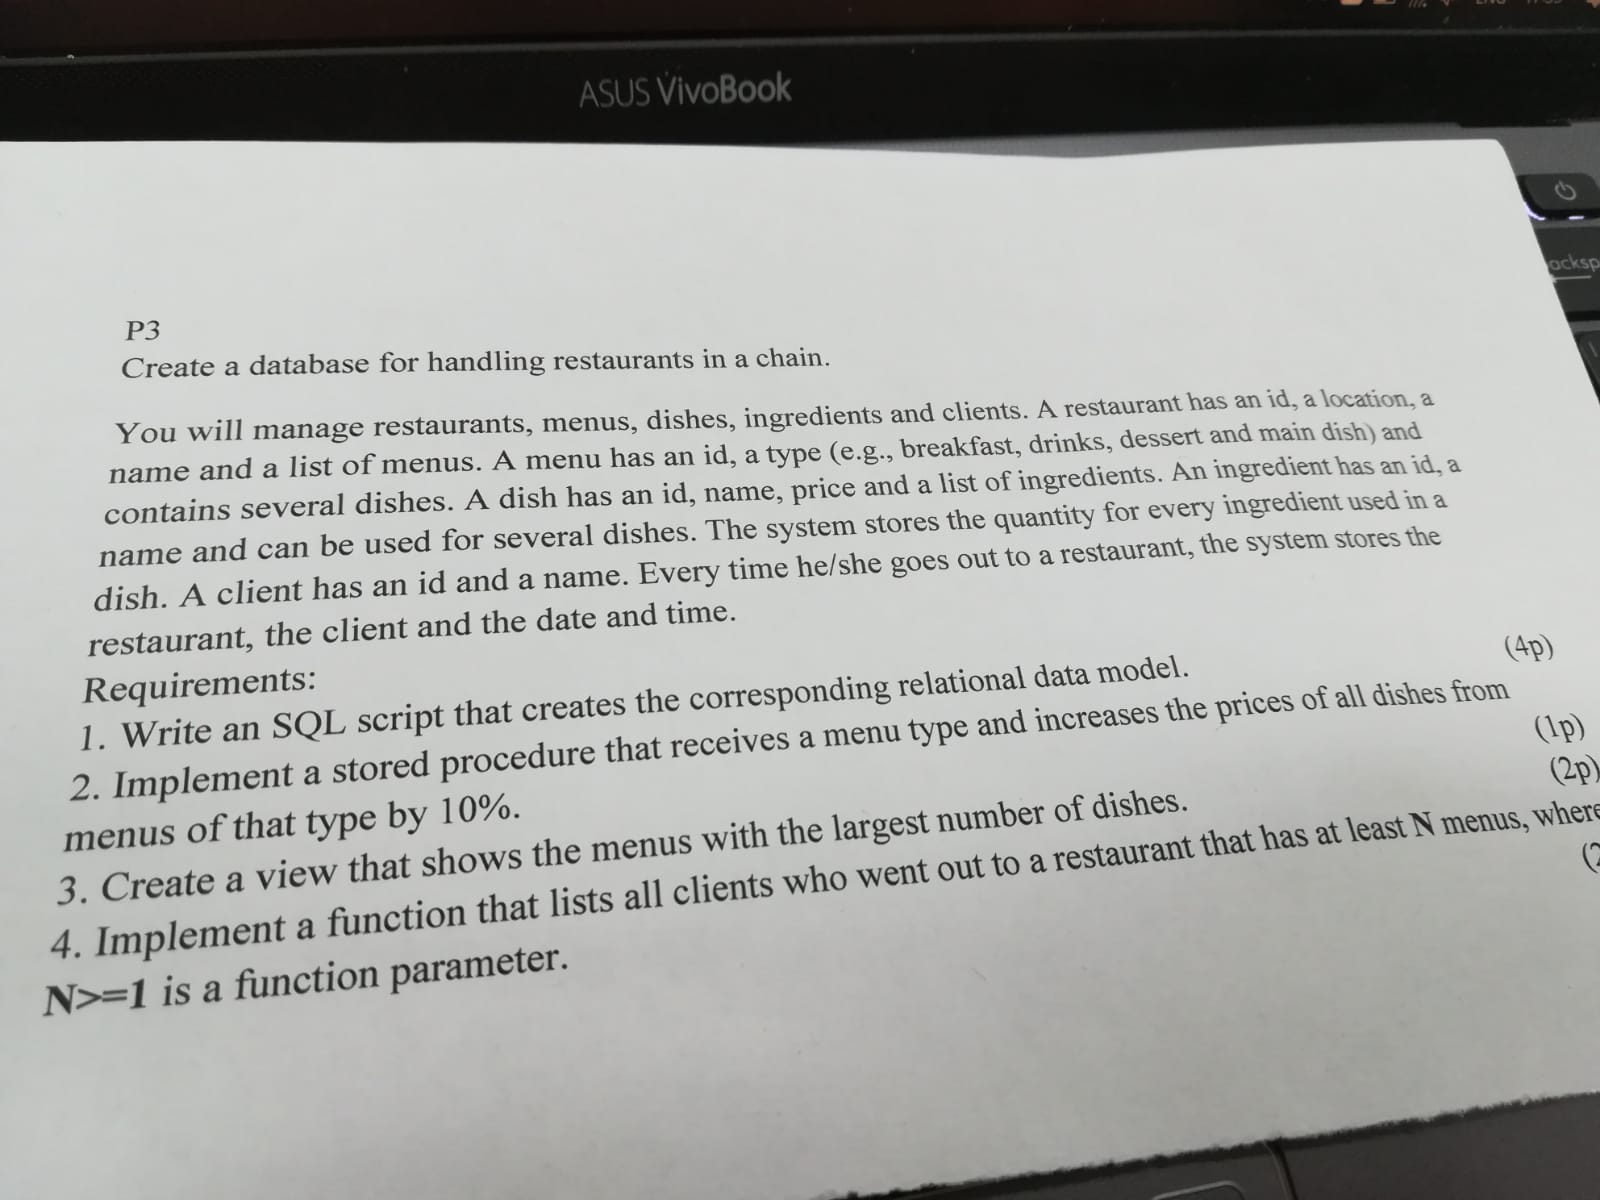 ASUS VivoBook
P3
Create a database for handling restaurants in a chain.
You will manage restaurants, menus, dishes, ingredients and clients. A restaurant has an id, a location, a
name and a list of menus. A menu has an id, a type (e.g., breakfast, drinks, dessert and main dish) and
contains several dishes. A dish has an id, name, price and a list of ingredients. An ingredient has an id, a
name and can be used for several dishes. The system stores the quantity for every ingredient used in a
dish. A client has an id and a name. Every time he/she goes out to a restaurant, the system stores the
restaurant, the client and the date and time.
Requirements:
1. Write an SQL script that creates the corresponding relational data model. (4p)
2. Implement a stored procedure that receives a menu type and increases the prices of all dishes from
menus of that type by 10%. (1p)
3. Create a view that shows the menus with the largest number of dishes. (2p)
4. Implement a function that lists all clients who went out to a restaurant that has at least N menus, where
N>=1 is a function parameter.